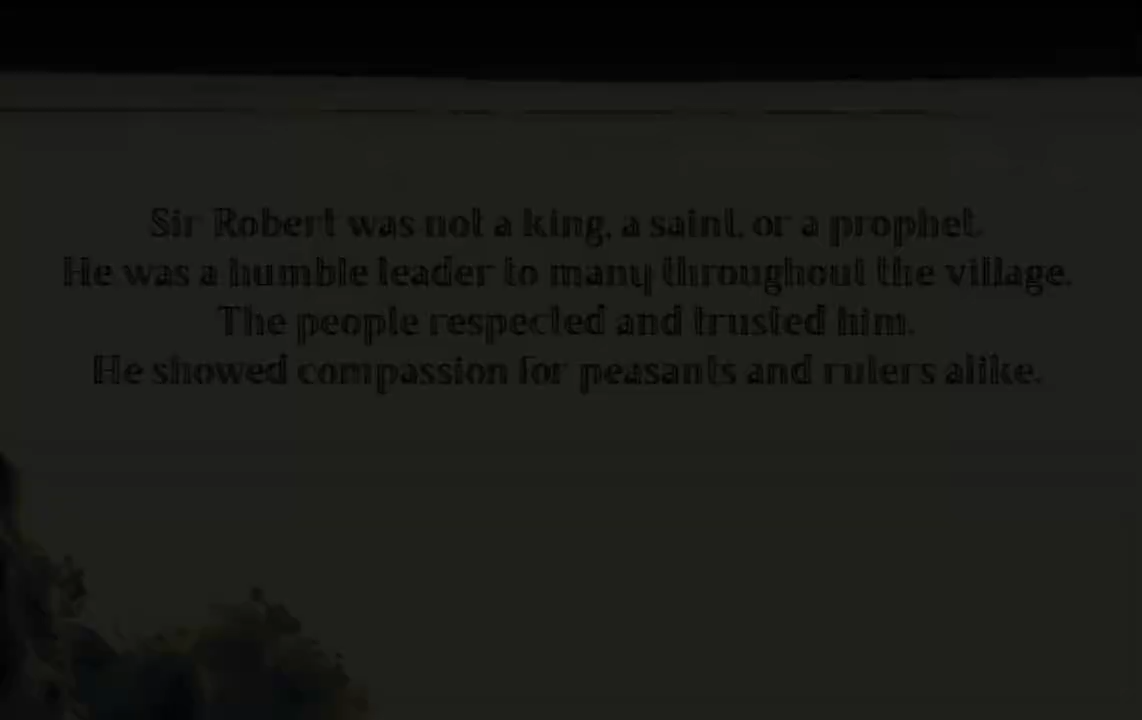 Sir Robert was not a king, a saint, or a prophet.
He was a humble leader to many throughout the village.
The people respected and trusted him.
He showed compassion for peasants and rulers alike.